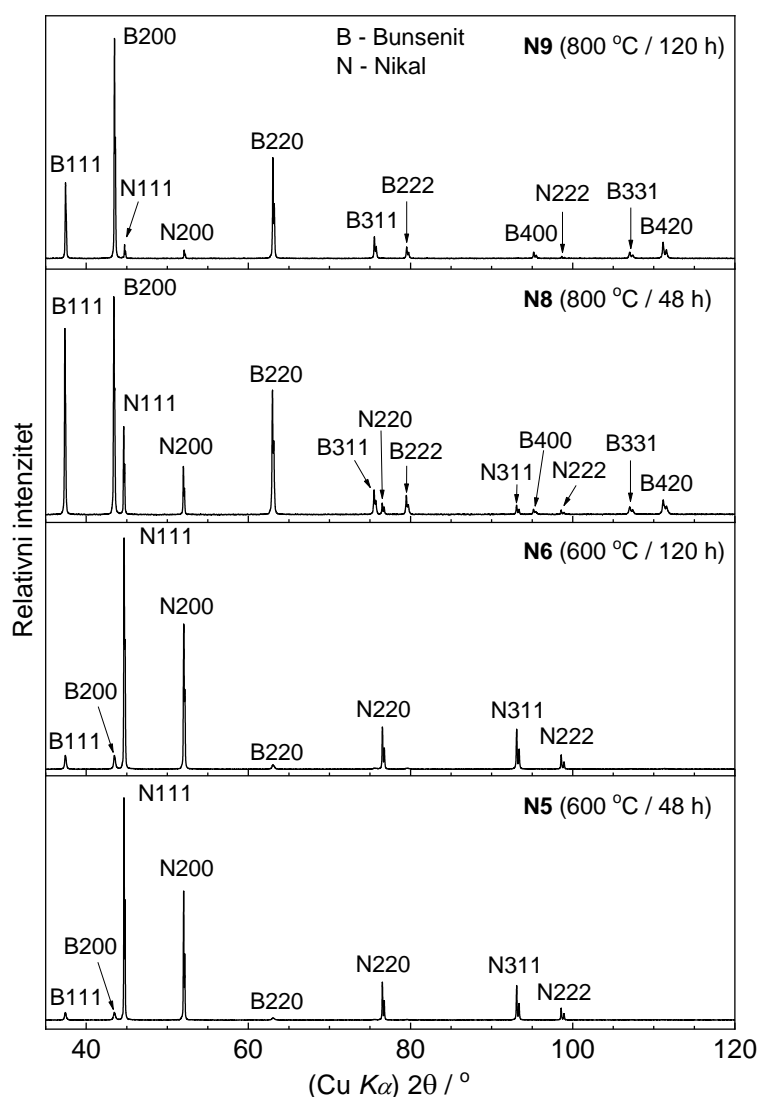 B - Bunsenit
N - Nikal
N9 (800 °C / 120 h)
B111
B200
N111
N200
B220
B311
B222
B400
N222
B331
B420
N8 (800 °C / 48 h)
B111
B200
N111
N200
B220
B311
N220
B222
N311
B400
N222
B331
B420
N6 (600 °C / 120 h)
B111
B200
N111
N200
B220
N220
N311
N222
N5 (600 °C / 48 h)
B111
B200
N111
N200
B220
N220
N311
N222
Relativni intenzitet
40 60 80 100 120
(Cu Kα) 2θ / °